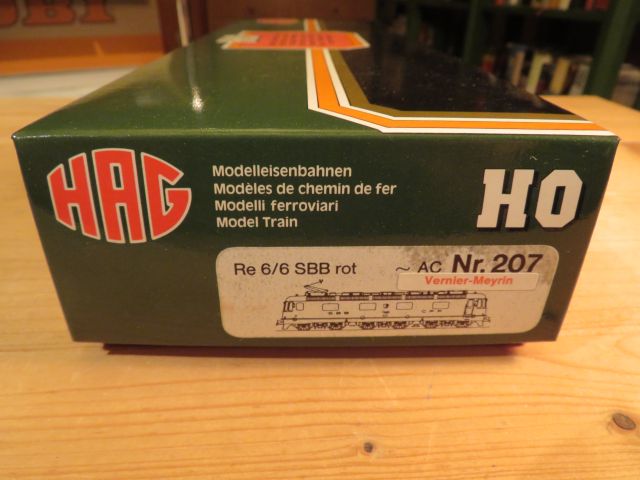 HAG
Modelleisenbahnen
Modèles de chemin de fer
Modelli ferroviari
Model Train
HO
Re 6/6 SBB rot ~ AC Nr. 207
Vernier-Meyrin